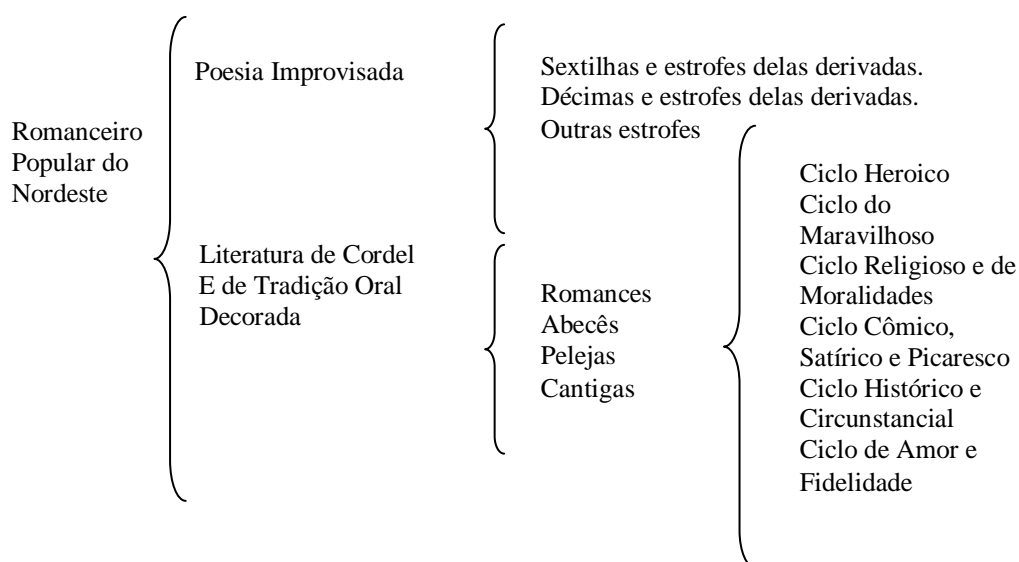 Romanceiro
Popular do
Nordeste
Poesia Improvisada
Literatura de Cordel
E de Tradição Oral
Decorada
Sextilhas e estrofes delas derivadas.
Décimas e estrofes delas derivadas.
Outras estrofes
Romances
Abecês
Pelejas
Cantigas
Ciclo Heroico
Ciclo do
Maravilhoso
Ciclo Religioso e de
Moralidades
Ciclo Cômico,
Satírico e Picaresco
Ciclo Histórico e
Circunstancial
Ciclo de Amor e
Fidelidade